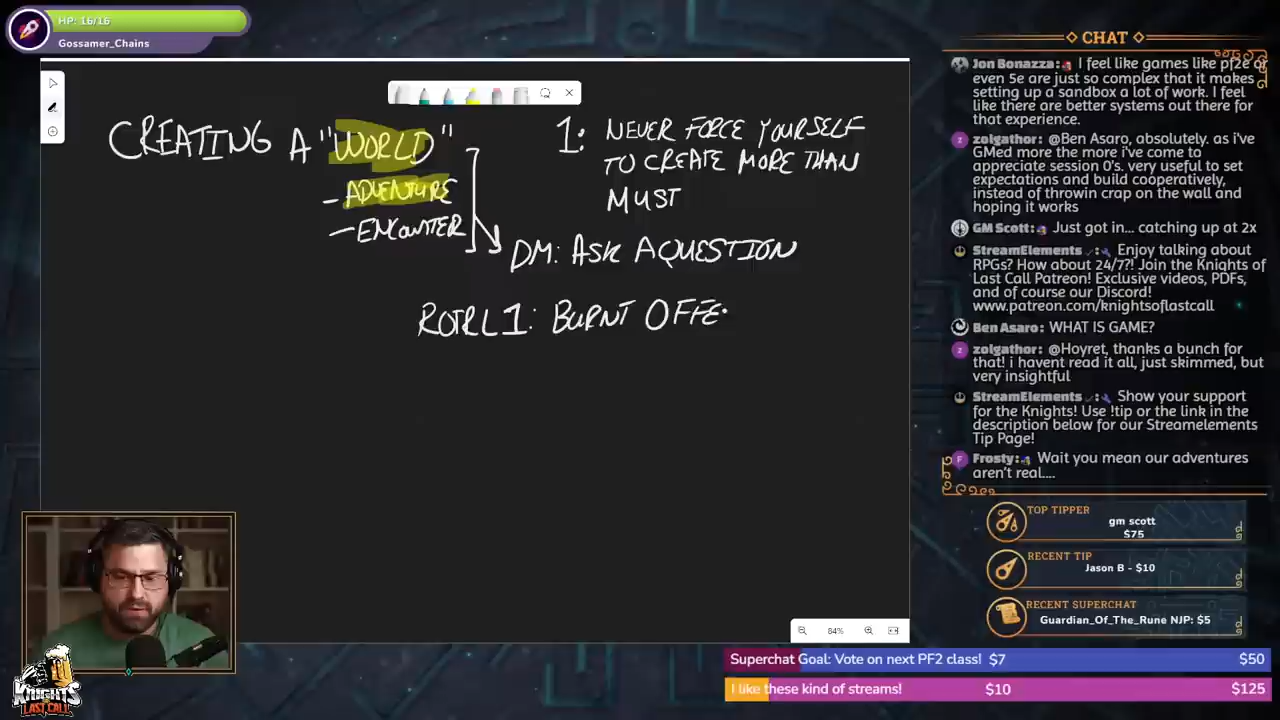 HP: 16/16
Gossamer_Chains
CREATING A "WORLD"
- ADVENTURE
- ENCOUNTER
1: NEVER FORCE YOURSELF
TO CREATE MORE THAN
MUST
DM: ASK A QUESTION
ROTRL 1: BURNT OFFE
84%
CHAT
Jon Bonazza: I feel like games like pf2e or
even 5e are just so complex that it makes
setting up a sandbox a lot of work. I feel
like there are better systems out there for
that experience.
zolgathor: @Ben Asaro, absolutely. as i've
GMed more the more i've come to
appreciate session 0's. very useful to set
expectations and build cooperatively,
instead of throwin crap on the wall and
hoping it works
GM Scott: Just got in... catching up at 2x
StreamElements: Enjoy talking about
RPGs? How about 24/7?! Join the Knights of
Last Call Patreon! Exclusive videos, PDFs,
and of course our Discord!
www.patreon.com/knightsoflastcall
Ben Asaro: WHAT IS GAME?
zolgathor: @Hoyret, thanks a bunch for
that! i havent read it all, just skimmed, but
very insightful
StreamElements: Show your support
for the Knights! Use !tip or the link in the
description below for our Streamelements
Tip Page!
Frosty: Wait you mean our adventures
aren't real....
TOP TIPPER
gm scott
$75
RECENT TIP
Jason B - $10
RECENT SUPERCHAT
Guardian_Of_The_Rune NJP: $5
Superchat Goal: Vote on next PF2 class! $7 $50
I like these kind of streams! $10 $125
KNIGHTS
OF
LAST CALL